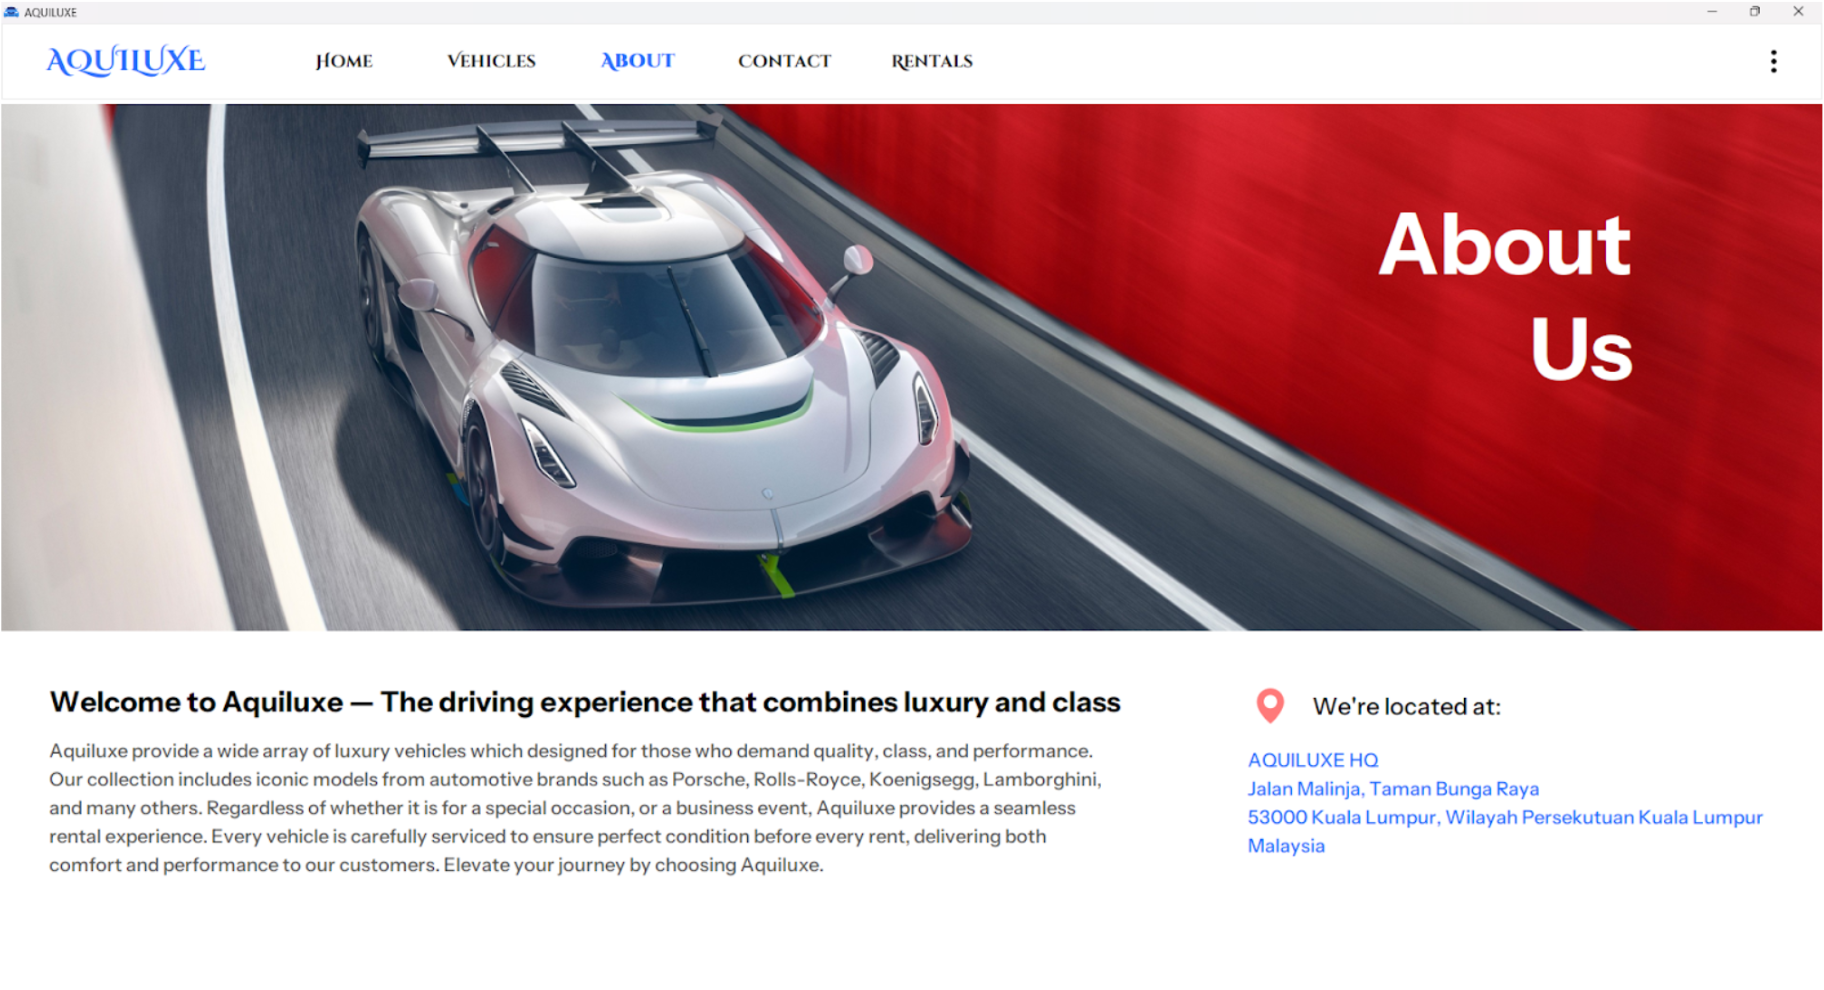 AQUILUXE
AQUILUXE
HOME
VEHICLES
ABOUT
CONTACT
RENTALS
About
Us
Welcome to Aquiluxe — The driving experience that combines luxury and class
Aquiluxe provide a wide array of luxury vehicles which designed for those who demand quality, class, and performance.
Our collection includes iconic models from automotive brands such as Porsche, Rolls-Royce, Koenigsegg, Lamborghini,
and many others. Regardless of whether it is for a special occasion, or a business event, Aquiluxe provides a seamless
rental experience. Every vehicle is carefully serviced to ensure perfect condition before every rent, delivering both
comfort and performance to our customers. Elevate your journey by choosing Aquiluxe.
We're located at:
AQUILUXE HQ
Jalan Malinja, Taman Bunga Raya
53000 Kuala Lumpur, Wilayah Persekutuan Kuala Lumpur
Malaysia